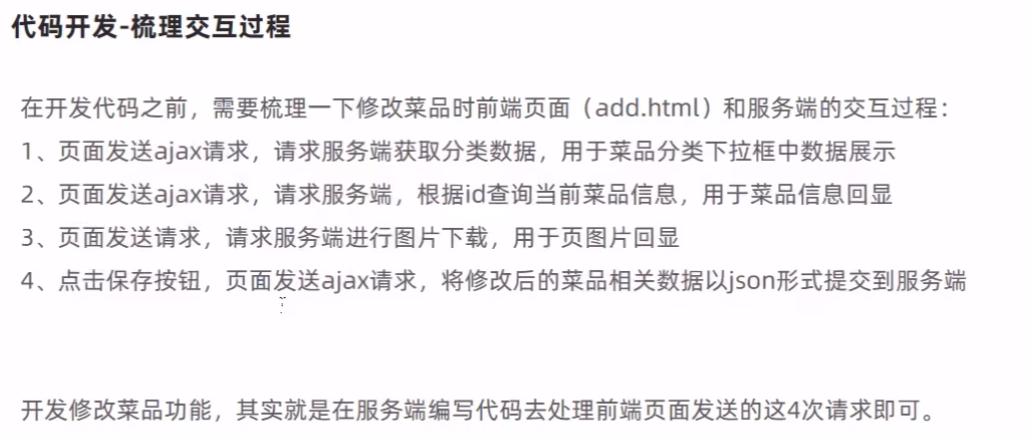 代码开发-梳理交互过程
在开发代码之前，需要梳理一下修改菜品时前端页面（add.html）和服务端的交互过程：
1、页面发送ajax请求，请求服务端获取分类数据，用于菜品分类下拉框中数据展示
2、页面发送ajax请求，请求服务端，根据id查询当前菜品信息，用于菜品信息回显
3、页面发送请求，请求服务端进行图片下载，用于页图片回显
4、点击保存按钮，页面发送ajax请求，将修改后的菜品相关数据以json形式提交到服务端
开发修改菜品功能，其实就是在服务端编写代码去处理前端页面发送的这4次请求即可。